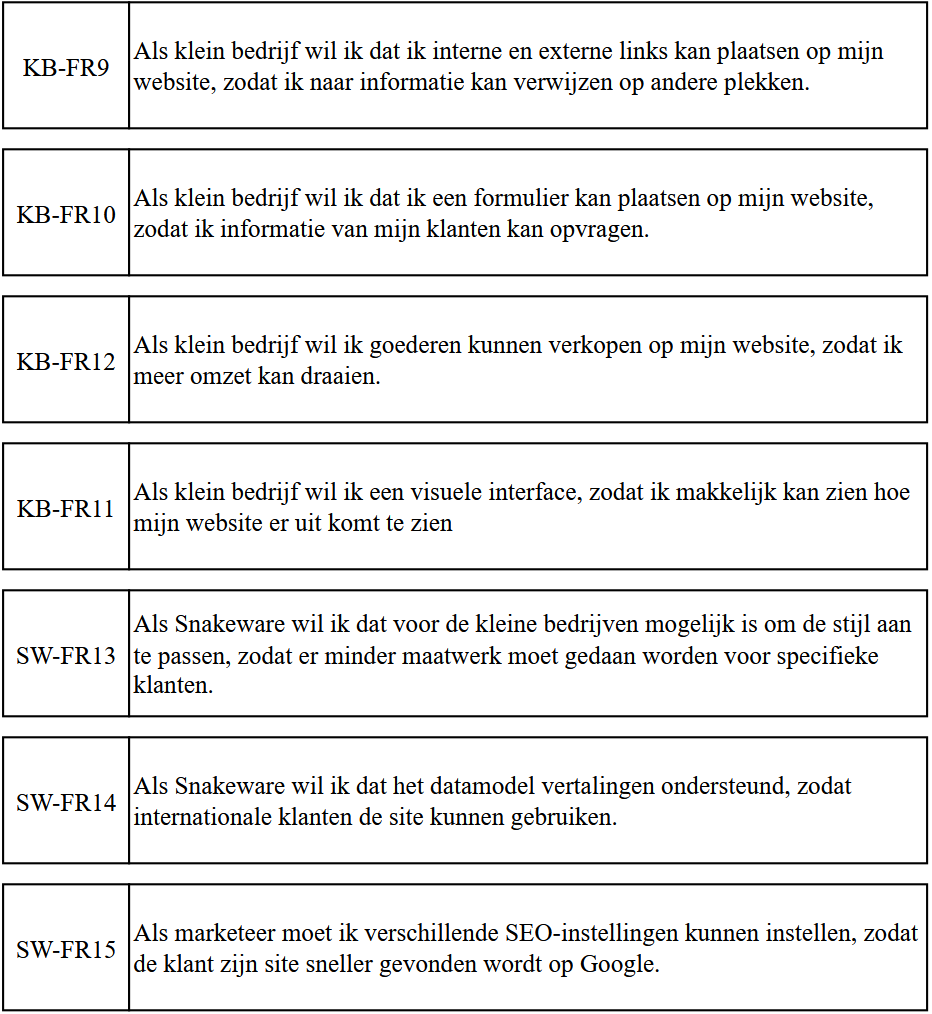 KB-FR9
Als klein bedrijf wil ik dat ik interne en externe links kan plaatsen op mijn
website, zodat ik naar informatie kan verwijzen op andere plekken.
KB-FR10
Als klein bedrijf wil ik dat ik een formulier kan plaatsen op mijn website,
zodat ik informatie van mijn klanten kan opvragen.
KB-FR12
Als klein bedrijf wil ik goederen kunnen verkopen op mijn website, zodat ik
meer omzet kan draaien.
KB-FR11
Als klein bedrijf wil ik een visuele interface, zodat ik makkelijk kan zien hoe
mijn website er uit komt te zien
SW-FR13
Als Snakeware wil ik dat voor de kleine bedrijven mogelijk is om de stijl aan
te passen, zodat er minder maatwerk moet gedaan worden voor specifieke
klanten.
SW-FR14
Als Snakeware wil ik dat het datamodel vertalingen ondersteund, zodat
internationale klanten de site kunnen gebruiken.
SW-FR15
Als marketeer moet ik verschillende SEO-instellingen kunnen instellen, zodat
de klant zijn site sneller gevonden wordt op Google.